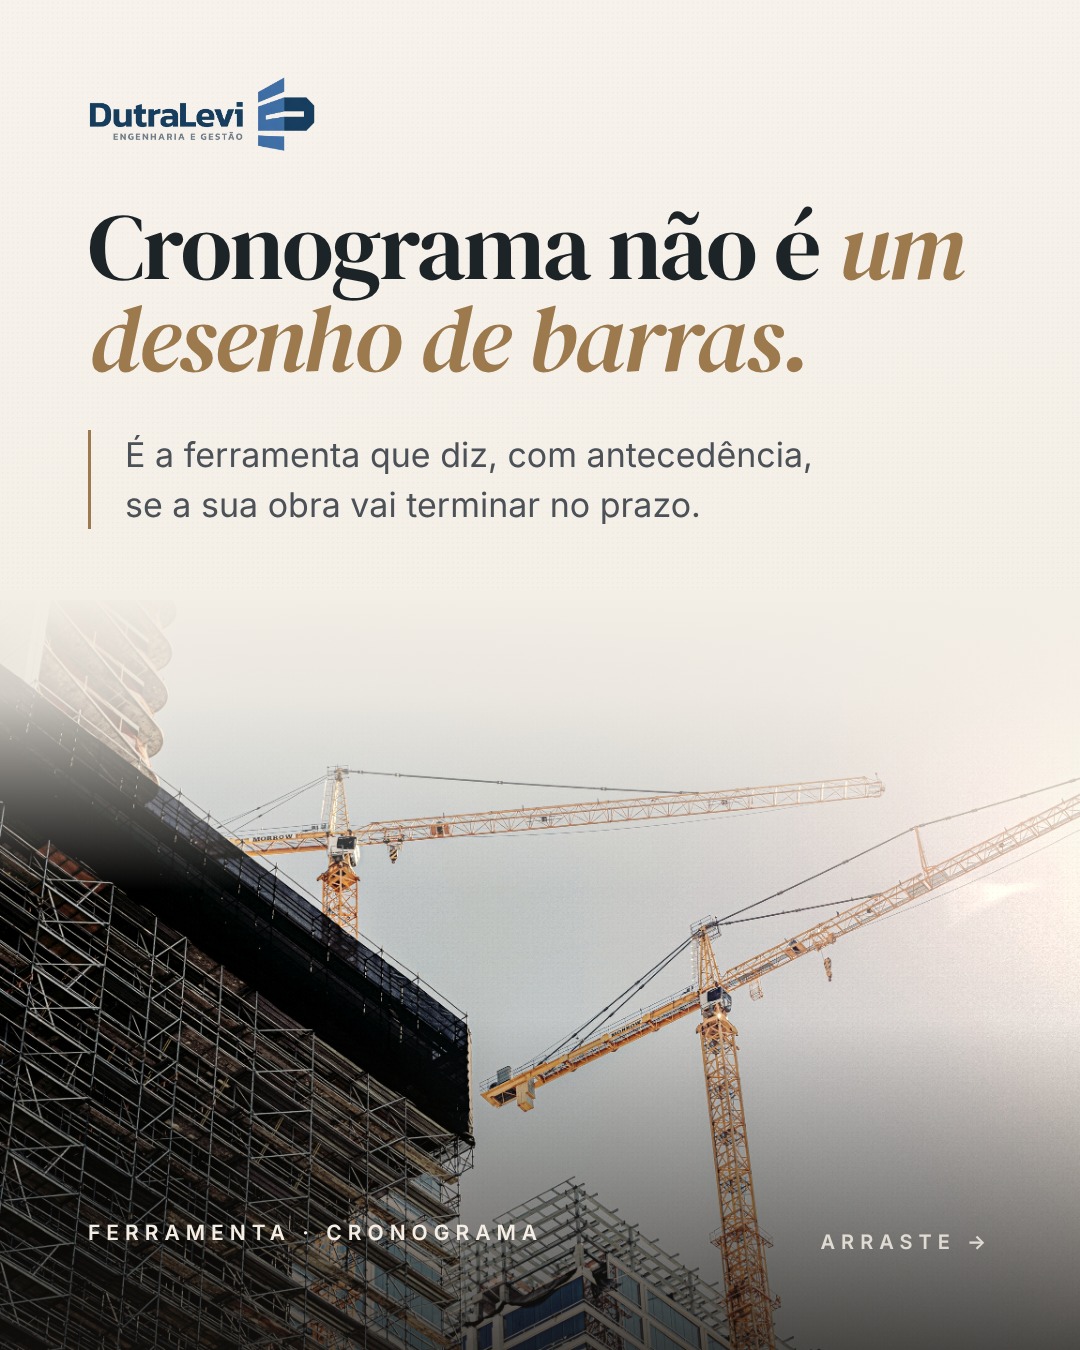 DutraLevi
ENGENHARIA E GESTÃO
Cronograma não é um
desenho de barras.
É a ferramenta que diz, com antecedência,
se a sua obra vai terminar no prazo.
MORROW
MORROW
FERRAMENTA · CRONOGRAMA
ARRASTE →